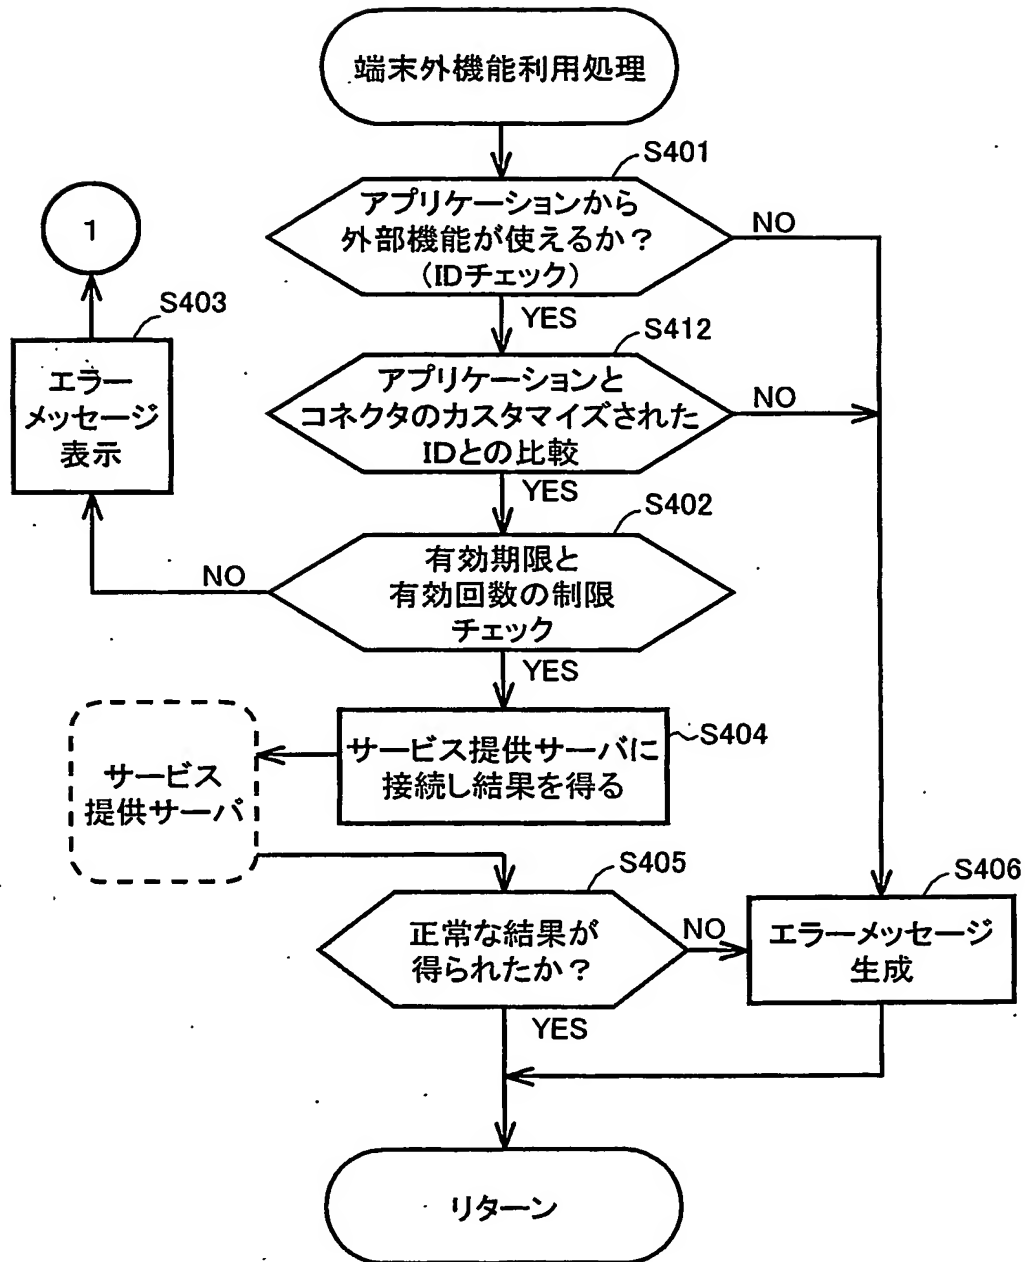 端末外機能利用処理
S401
アプリケーションから
外部機能が使えるか？
（IDチェック）
NO
YES
1
S403
エラー
メッセージ
表示
S412
アプリケーションと
コネクタのカスタマイズされた
IDとの比較
NO
YES
S402
有効期限と
有効回数の制限
チェック
NO
YES
S404
サービス提供サーバに
接続し結果を得る
サービス
提供サーバ
S405
正常な結果が
得られたか？
NO
YES
S406
エラーメッセージ
生成
リターン